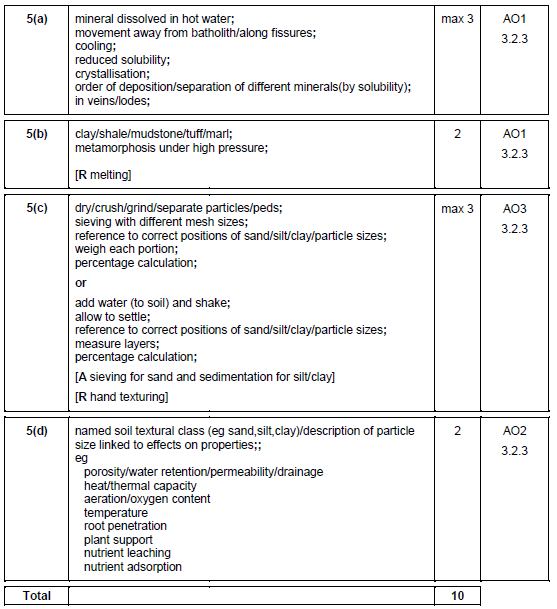 5(a) mineral dissolved in hot water; max 3 AO1
movement away from batholith/along fissures; 3.2.3
cooling;
reduced solubility;
crystallisation;
order of deposition/separation of different minerals(by solubility);
in veins/lodes;
5(b) clay/shale/mudstone/tuff/marl; 2 AO1
metamorphosis under high pressure; 3.2.3
[R melting]
5(c) dry/crush/grind/separate particles/peds; max 3 AO3
sieving with different mesh sizes; 3.2.3
reference to correct positions of sand/silt/clay/particle sizes;
weigh each portion;
percentage calculation;
or
add water (to soil) and shake;
allow to settle;
reference to correct positions of sand/silt/clay/particle sizes;
measure layers;
percentage calculation;
[A sieving for sand and sedimentation for silt/clay]
[R hand texturing]
5(d) named soil textural class (eg sand,silt,clay)/description of particle 2 AO2
size linked to effects on properties;; 3.2.3
eg
porosity/water retention/permeability/drainage
heat/thermal capacity
aeration/oxygen content
temperature
root penetration
plant support
nutrient leaching
nutrient adsorption
Total 10